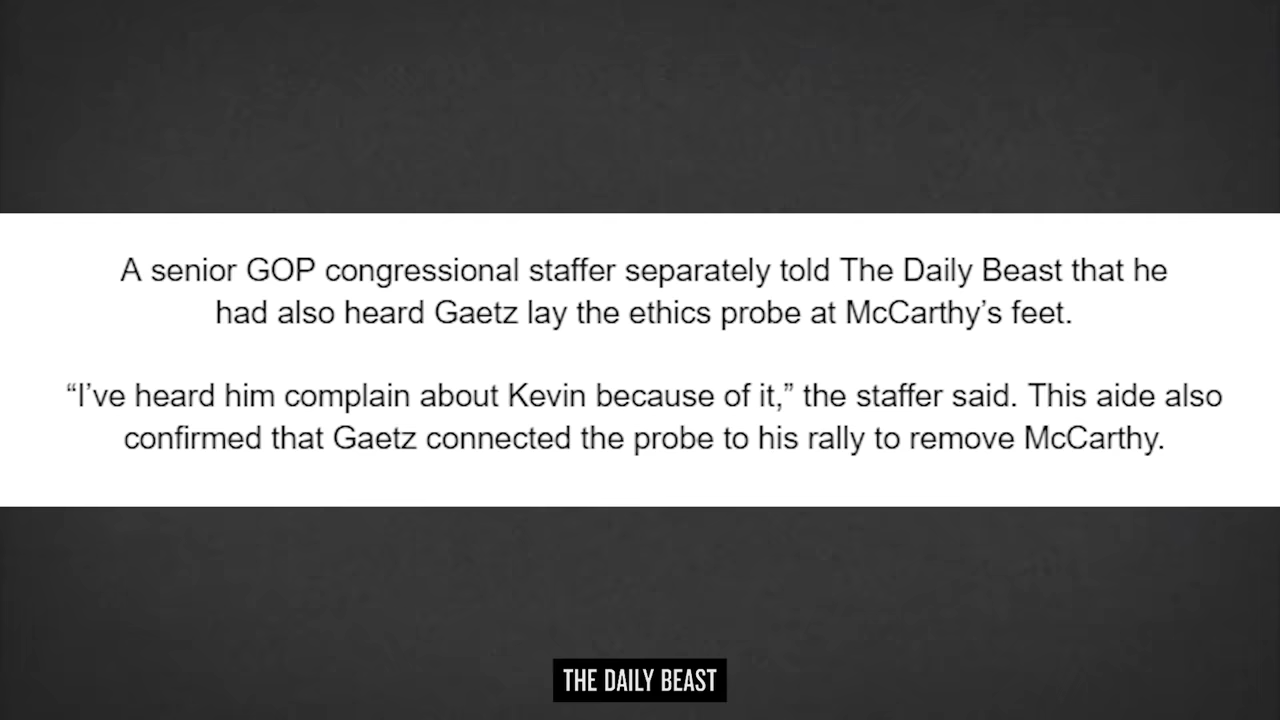 A senior GOP congressional staffer separately told The Daily Beast that he
had also heard Gaetz lay the ethics probe at McCarthy’s feet.
“I’ve heard him complain about Kevin because of it,” the staffer said. This aide also
confirmed that Gaetz connected the probe to his rally to remove McCarthy.
THE DAILY BEAST